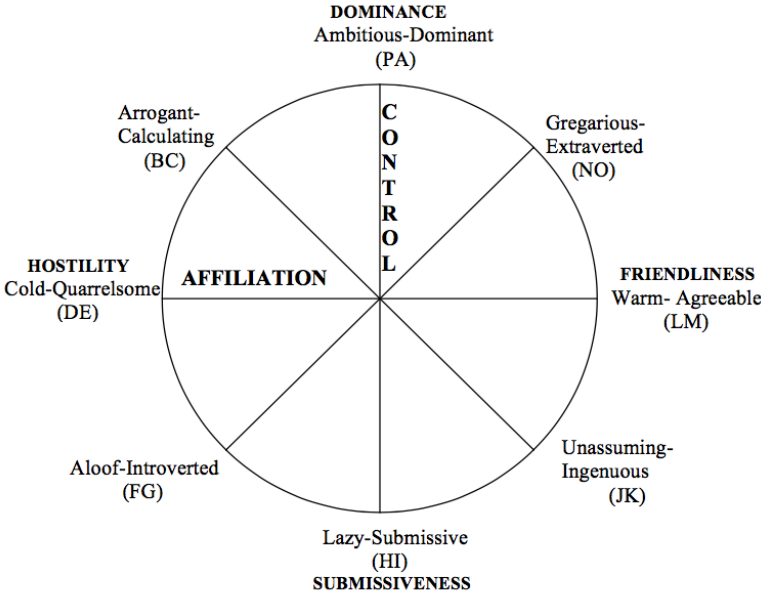 DOMINANCE
Ambitious-Dominant
(PA)
Arrogant-
Calculating
(BC)
C
O
N
T
R
O
L
Gregarious-
Extraverted
(NO)
HOSTILITY
Cold-Quarrelsome
(DE)
AFFILIATION
FRIENDLINESS
Warm- Agreeable
(LM)
Aloof-Introverted
(FG)
Unassuming-
Ingenuous
(JK)
Lazy-Submissive
(HI)
SUBMISSIVENESS